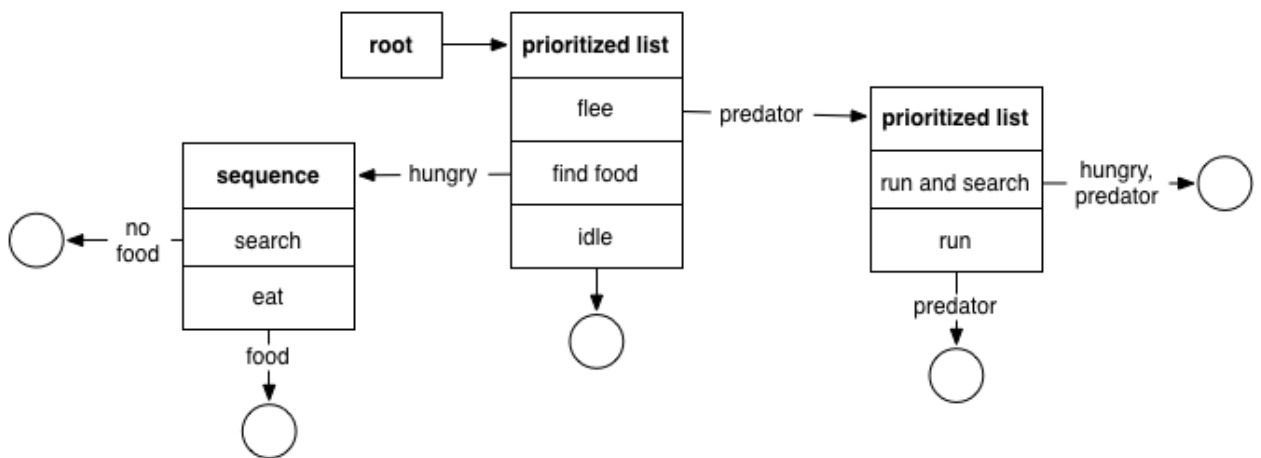 root
prioritized list
flee
predator
prioritized list
sequence
hungry
find food
run and search
hungry,
predator
no
food
search
idle
run
eat
predator
food